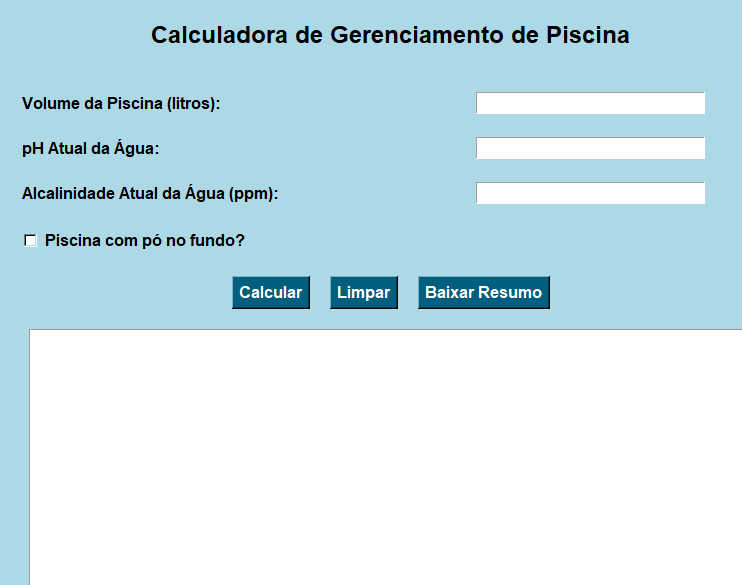 Calculadora de Gerenciamento de Piscina
Volume da Piscina (litros):
pH Atual da Água:
Alcalinidade Atual da Água (ppm):
Piscina com pó no fundo?
Calcular Limpar Baixar Resumo